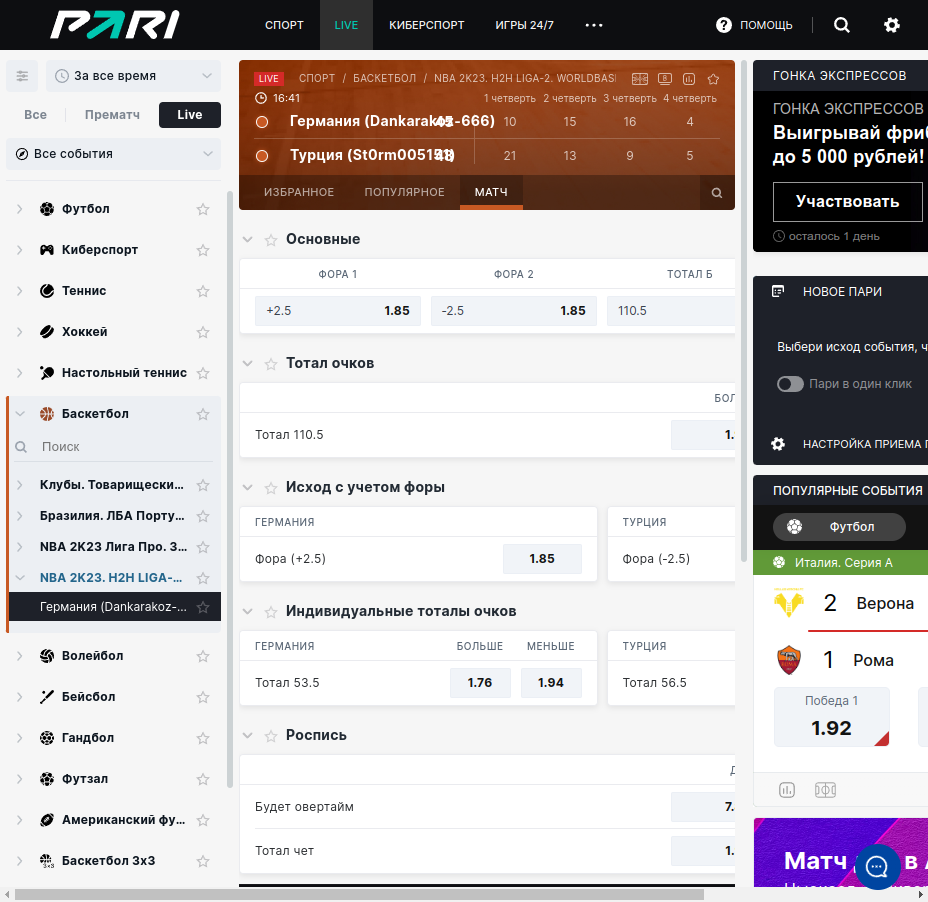 PARI
СПОРТ
LIVE
КИБЕРСПОРТ
ИГРЫ 24/7
ПОМОЩЬ
За все время
Все
Прематч
Live
Все события
Футбол
Киберспорт
Теннис
Хоккей
Настольный теннис
Баскетбол
Поиск
Клубы. Товарищески...
Бразилия. ЛБА Порту...
NBA 2K23 Лига Про. 3...
NBA 2K23. H2H LIGA-...
Германия (Dankarakoz-...
Волейбол
Бейсбол
Гандбол
Футзал
Американский фу...
Баскетбол 3x3
LIVE СПОРТ / БАСКЕТБОЛ / NBA 2K23. H2H LIGA-2. WORLDBAS
16:41
1 четверть 2 четверть 3 четверть 4 четверть
Германия (Dankarakoz-666) 10 15 16 4
Турция 21 13 9 5
ИЗБРАННОЕ
ПОПУЛЯРНОЕ
МАТЧ
Основные
ФОРА 1 ФОРА 2 ТОТАЛ Б
+2.5 1.85 -2.5 1.85 110.5
Тотал очков
БОЛ
Тотал 110.5 1.
Исход с учетом форы
ГЕРМАНИЯ ТУРЦИЯ
Фора (+2.5) 1.85 Фора (-2.5)
Индивидуальные тоталы очков
ГЕРМАНИЯ БОЛЬШЕ МЕНЬШЕ ТУРЦИЯ
Тотал 53.5 1.76 1.94 Тотал 56.5
Роспись
Будет овертайм 7.
Тотал чет 1.
ГОНКА ЭКСПРЕССОВ
ГОНКА ЭКСПРЕССОВ
Выигрывай фриб
до 5 000 рублей!
Участвовать
осталось 1 день
НОВОЕ ПАРИ
Выбери исход события, ч
Пари в один клик
НАСТРОЙКА ПРИЕМА П
ПОПУЛЯРНЫЕ СОБЫТИЯ
Футбол
Италия. Серия A
2 Верона
1 Рома
Победа 1
1.92
Матч в